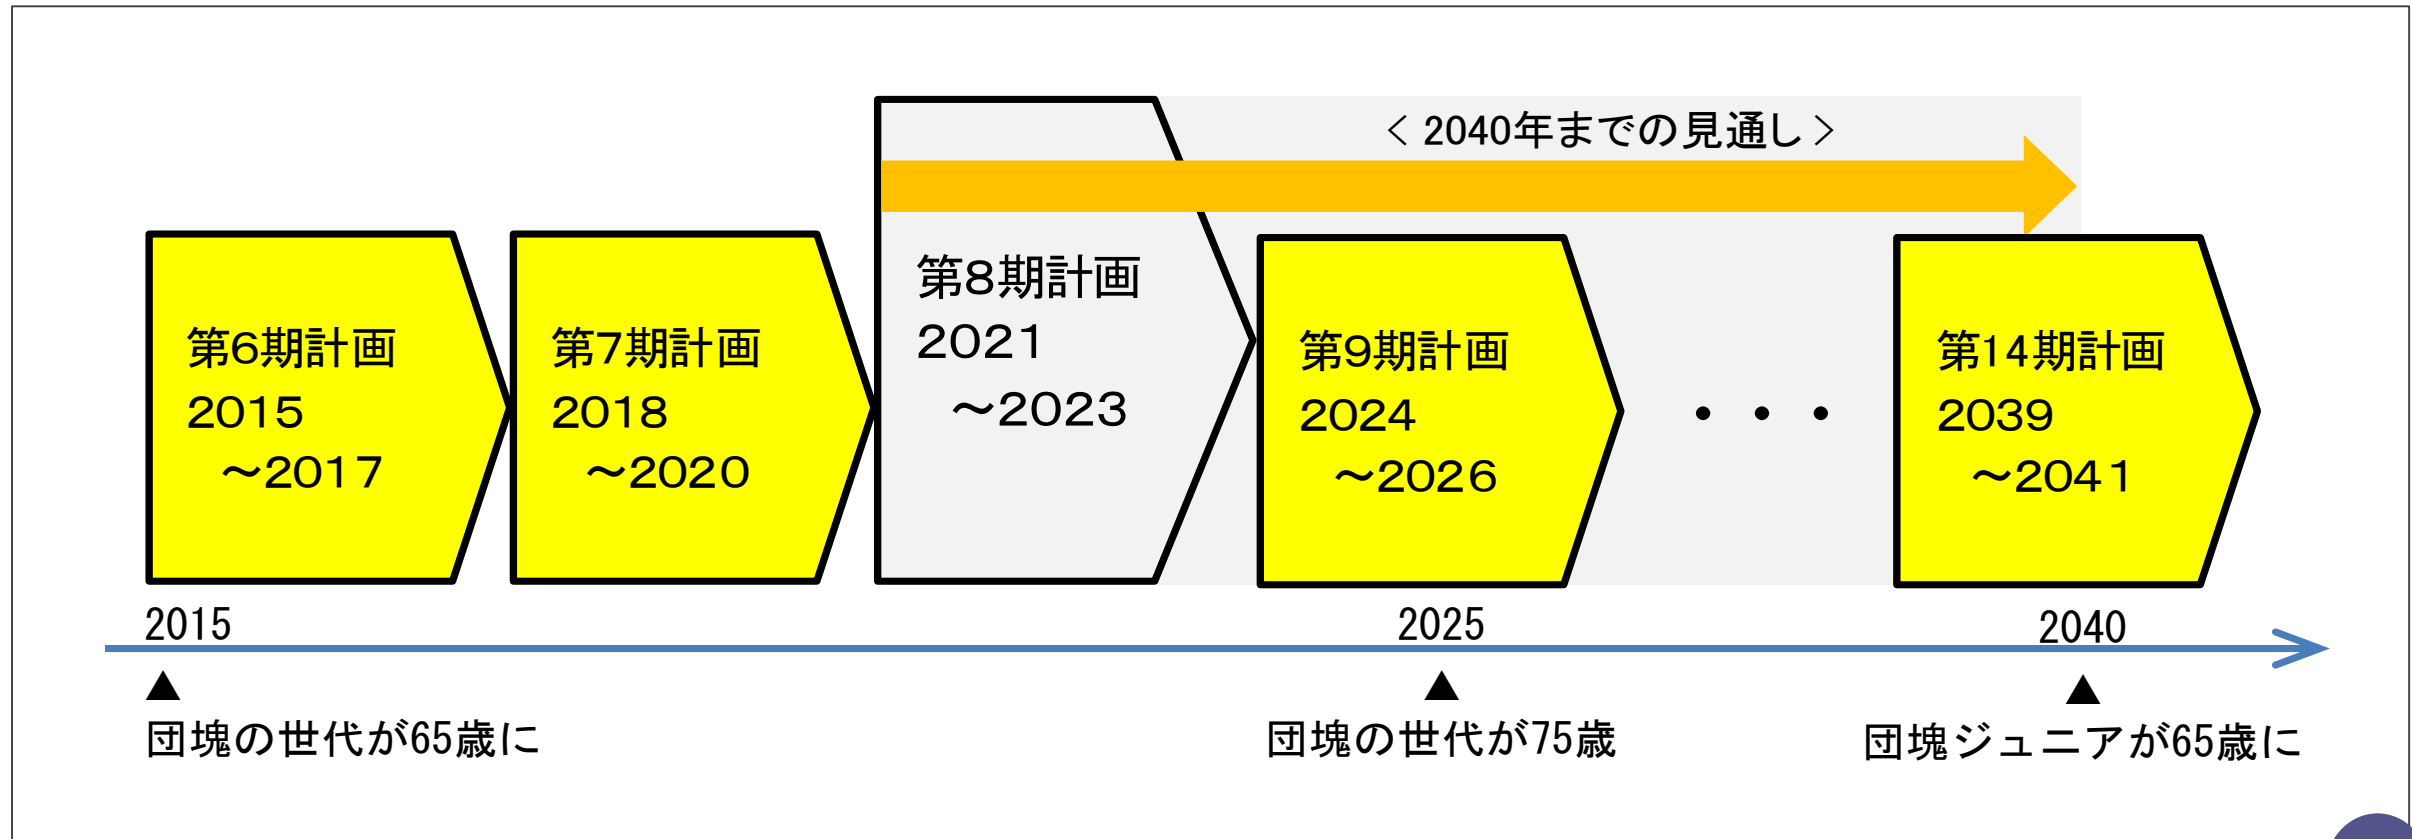 ＜2040年までの見通し＞
第6期計画
2015
～2017
第7期計画
2018
～2020
第8期計画
2021
～2023
第9期計画
2024
～2026
・・・
第14期計画
2039
～2041
2015
2025
2040
▲
▲
▲
団塊の世代が65歳に
団塊の世代が75歳
団塊ジュニアが65歳に